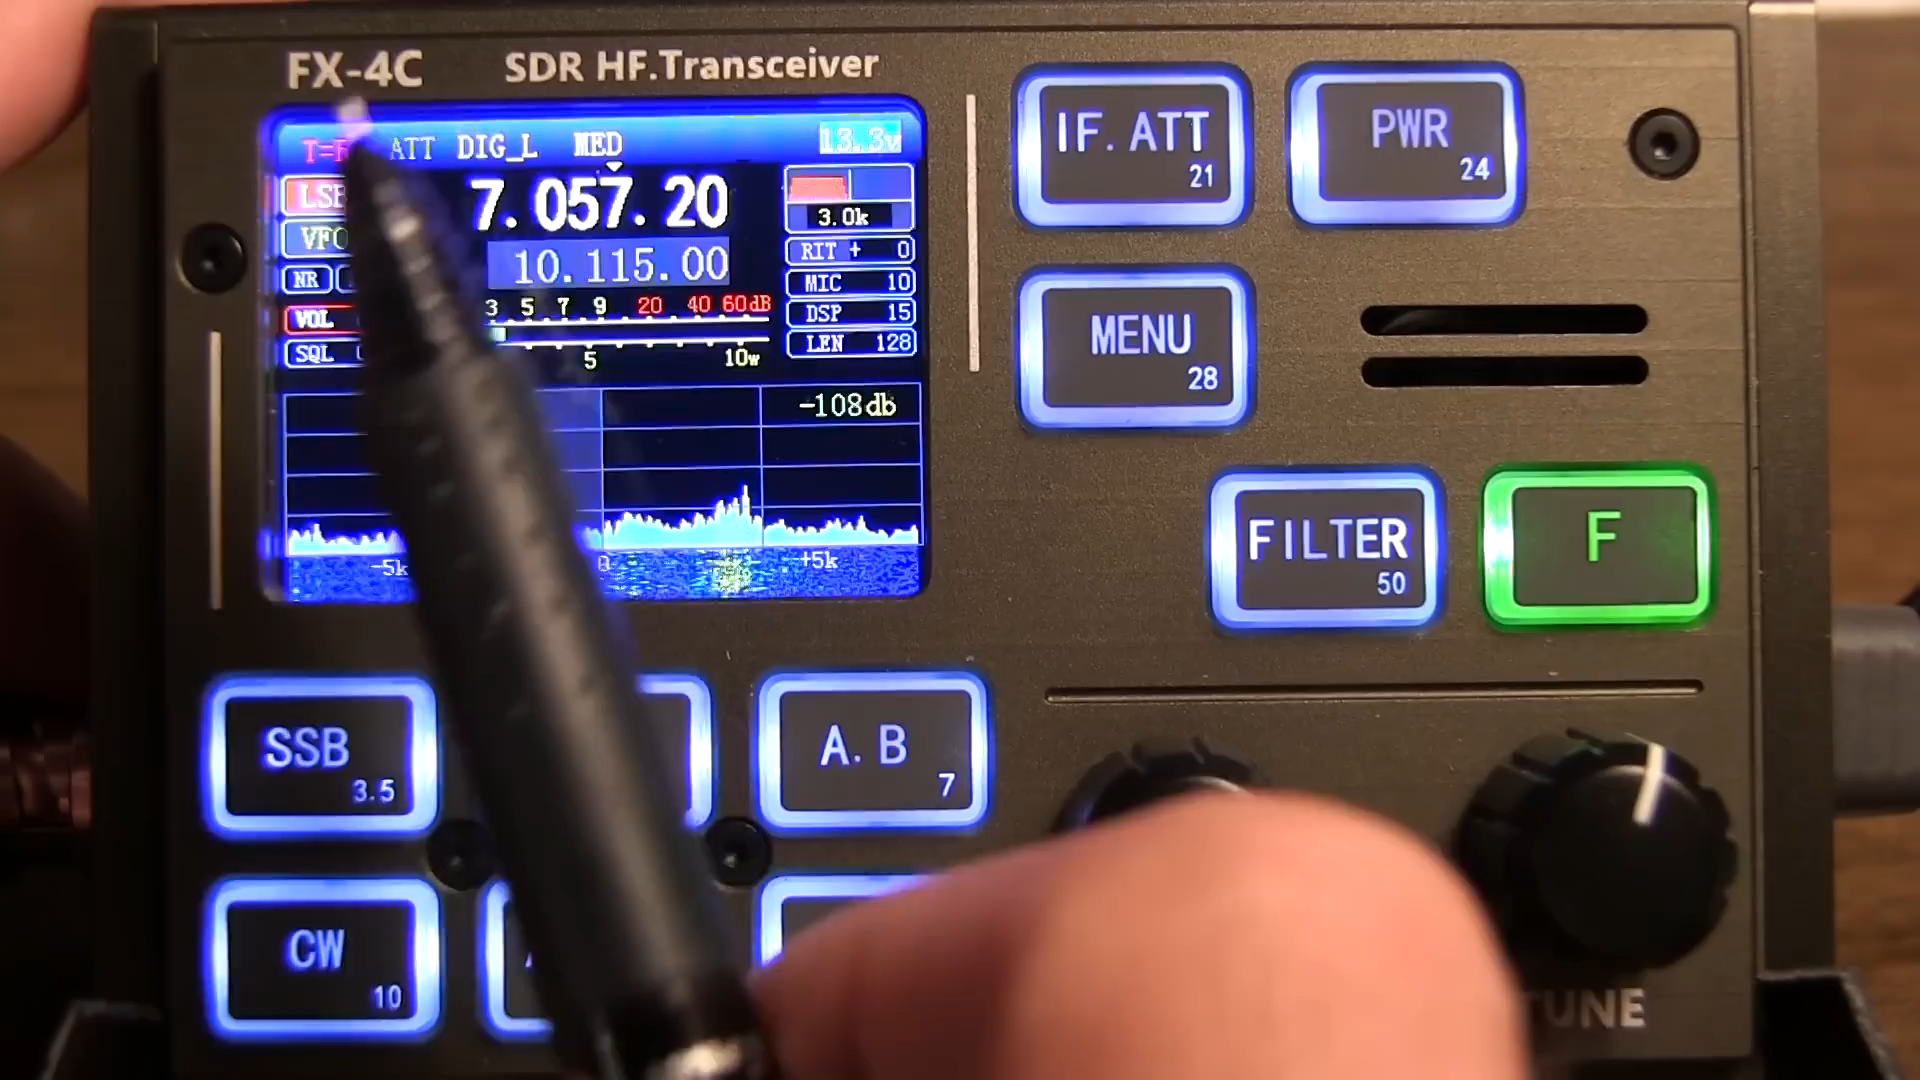 FX-4C SDR HF.Transceiver
ATT DIG_L MED 13.3v
LSB 7.057.20
3.0k
10.115.00
RIT + 0
NR
MIC 10
3 5 7 9 20 40 60dB
VOL
DSP 15
SQL
LEN 128
5 10w
-108db
-5k 0 +5k
IF.ATT
21
PWR
24
MENU
28
FILTER
50
F
SSB
3.5
A.B
7
CW
10
TUNE